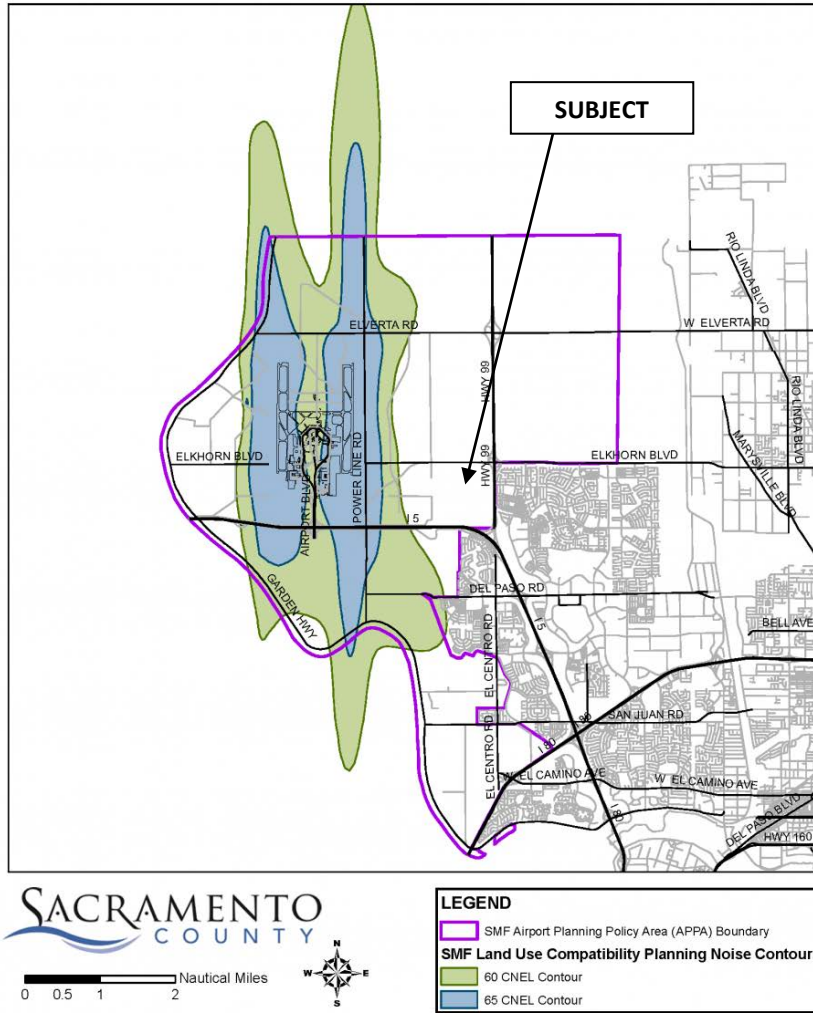 SUBJECT
RIO LINDA BLVD
ELVERTA RD
W ELVERTA RD
HWY 99
RIO LINDA BLVD
MARYSVILLE BLVD
ELKHORN BLVD
POWER LINE RD
HWY 99
ELKHORN BLVD
AIRPORT BLVD
I 5
GARDEN HWY
DEL PASO RD
I 5
BELL AVE
EL CENTRO RD
SAN JUAN RD
I 80
EL CENTRO RD
I 80
W EL CAMINO AVE
W EL CAMINO AVE
I 80
DEL PASO BLVD
HWY 160
SACRAMENTO
COUNTY
0 0.5 1 2 Nautical Miles
N
W E
S
LEGEND
SMF Airport Planning Policy Area (APPA) Boundary
SMF Land Use Compatibility Planning Noise Contour
60 CNEL Contour
65 CNEL Contour